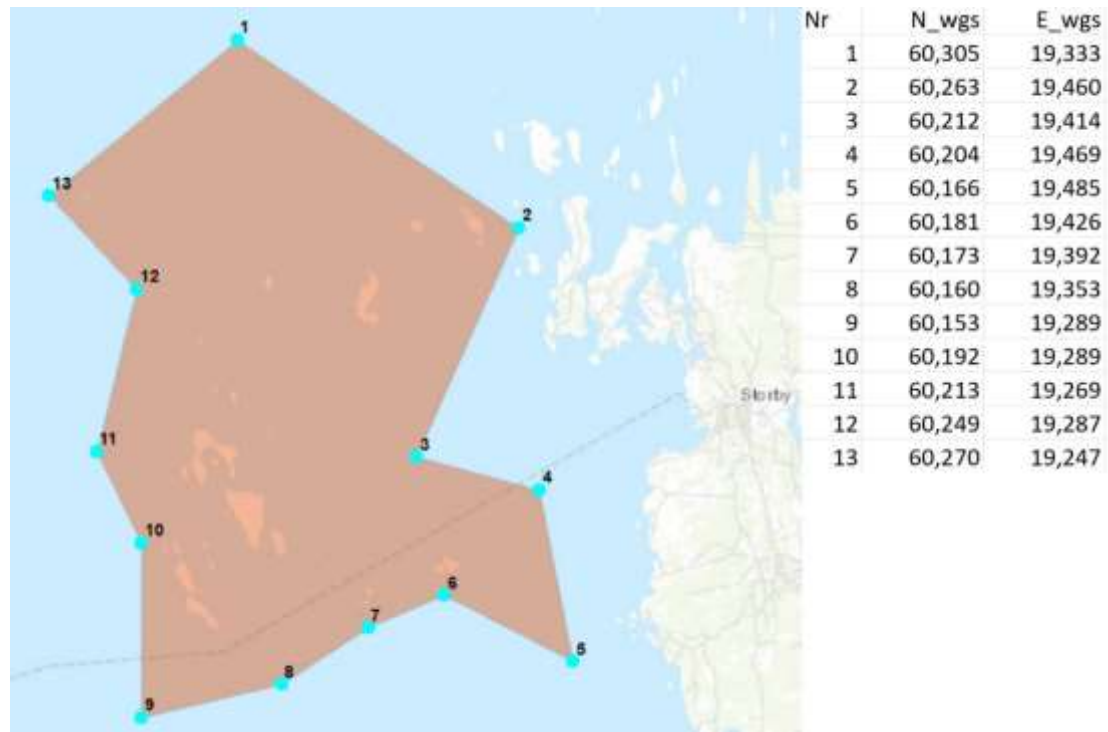 1
13
2
12
Storby
11
3
4
10
6
7
5
8
9
Nr N_wgs E_wgs
1 60,305 19,333
2 60,263 19,460
3 60,212 19,414
4 60,204 19,469
5 60,166 19,485
6 60,181 19,426
7 60,173 19,392
8 60,160 19,353
9 60,153 19,289
10 60,192 19,289
11 60,213 19,269
12 60,249 19,287
13 60,270 19,247